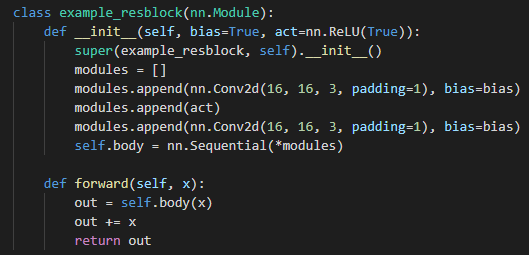 class example_resblock(nn.Module):
    def __init__(self, bias=True, act=nn.ReLU(True)):
        super(example_resblock, self).__init__()
        modules = []
        modules.append(nn.Conv2d(16, 16, 3, padding=1), bias=bias)
        modules.append(act)
        modules.append(nn.Conv2d(16, 16, 3, padding=1), bias=bias)
        self.body = nn.Sequential(*modules)

    def forward(self, x):
        out = self.body(x)
        out += x
        return out